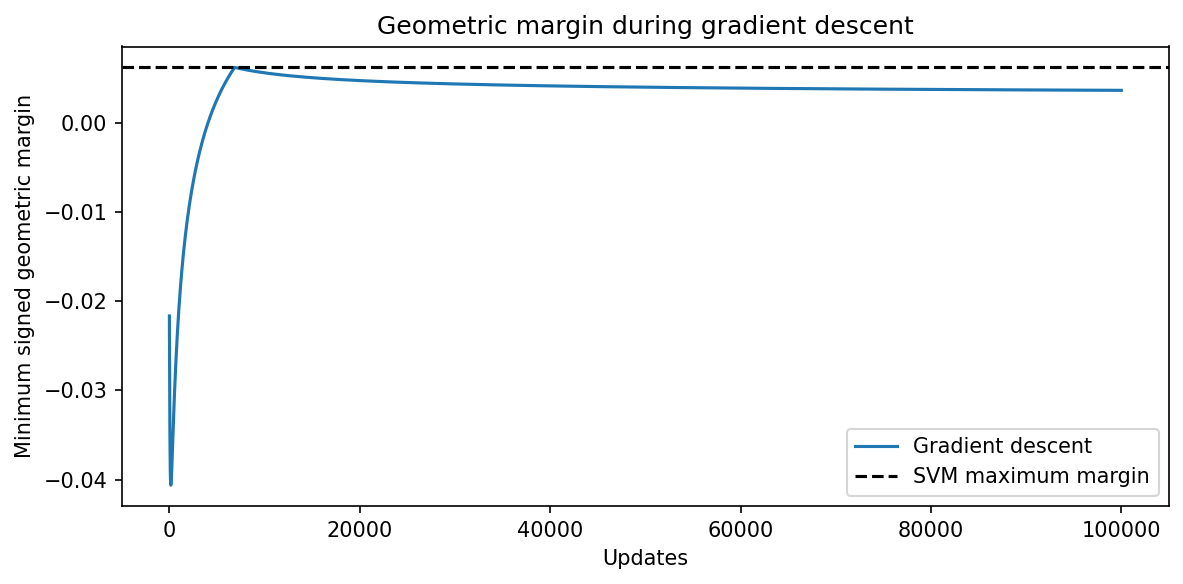 Geometric margin during gradient descent
Minimum signed geometric margin
0.00
−0.01
−0.02
−0.03
−0.04
Gradient descent
SVM maximum margin
0 20000 40000 60000 80000 100000
Updates